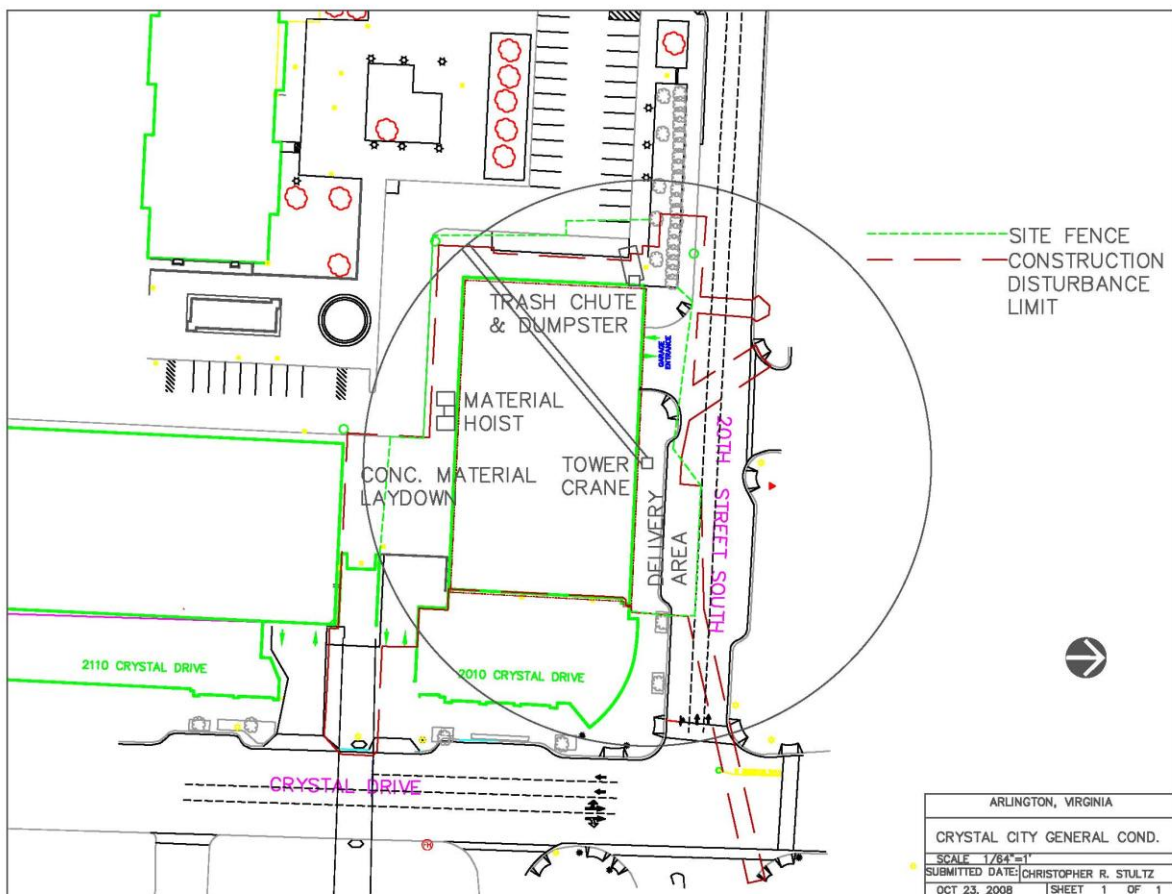 SITE FENCE
CONSTRUCTION
DISTURBANCE
LIMIT
TRASH CHUTE
& DUMPSTER
GARAGE
ENTRANCE
MATERIAL
HOIST
TOWER
CRANE
CONC. MATERIAL
LAYDOWN
DELIVERY
AREA
20TH STREET SOUTH
2110 CRYSTAL DRIVE
2010 CRYSTAL DRIVE
CRYSTAL DRIVE
ARLINGTON, VIRGINIA
CRYSTAL CITY GENERAL COND.
SCALE 1/64"=1'
SUBMITTED DATE: CHRISTOPHER R. STULTZ
OCT 23, 2008 SHEET 1 OF 1